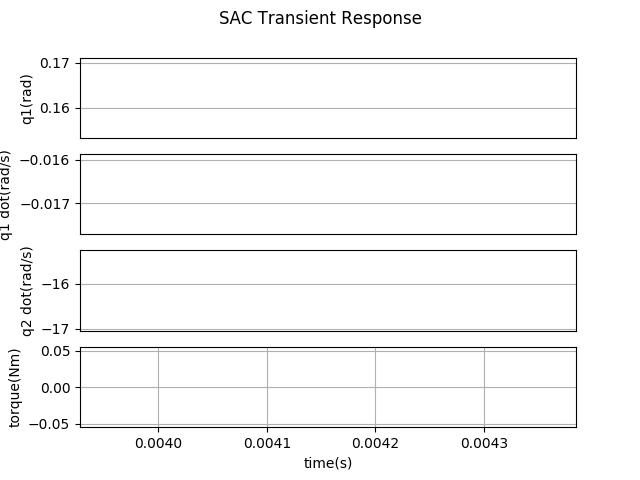 SAC Transient Response
0.17
0.16
q1(rad)
−0.016
−0.017
q1 dot(rad/s)
−16
−17
q2 dot(rad/s)
0.05
0.00
−0.05
torque(Nm)
0.0040 0.0041 0.0042 0.0043
time(s)